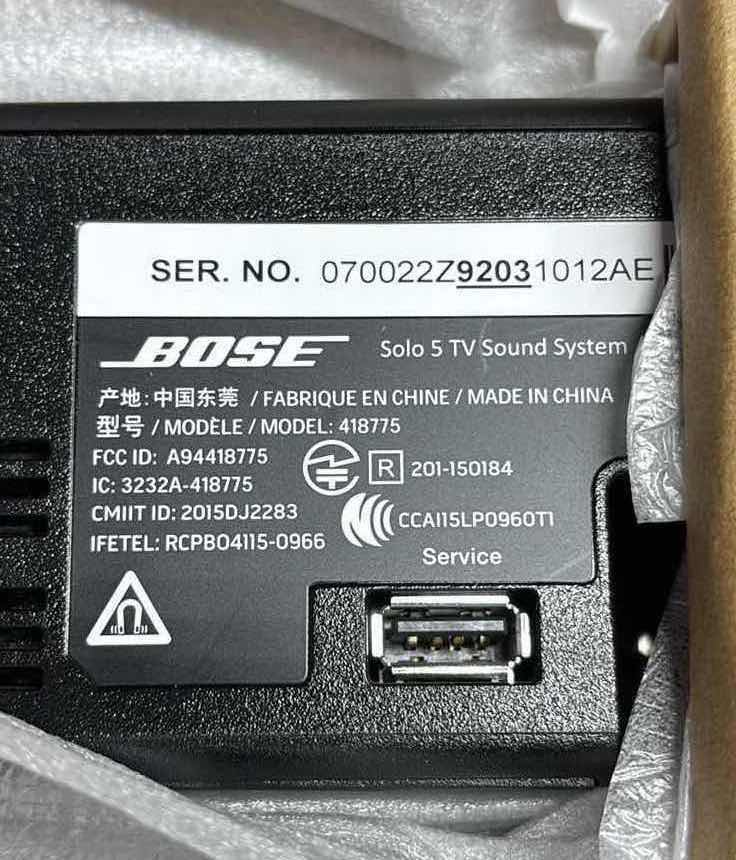 SER. NO. 070022Z92031012AE
BOSE Solo 5 TV Sound System
产地: 中国东莞 / FABRIQUE EN CHINE / MADE IN CHINA
型号 / MODÈLE / MODEL: 418775
FCC ID: A94418775
IC: 3232A-418775
R 201-150184
CMIIT ID: 2015DJ2283
CCAI15LP0960T1
IFETEL: RCPBO4115-0966
Service